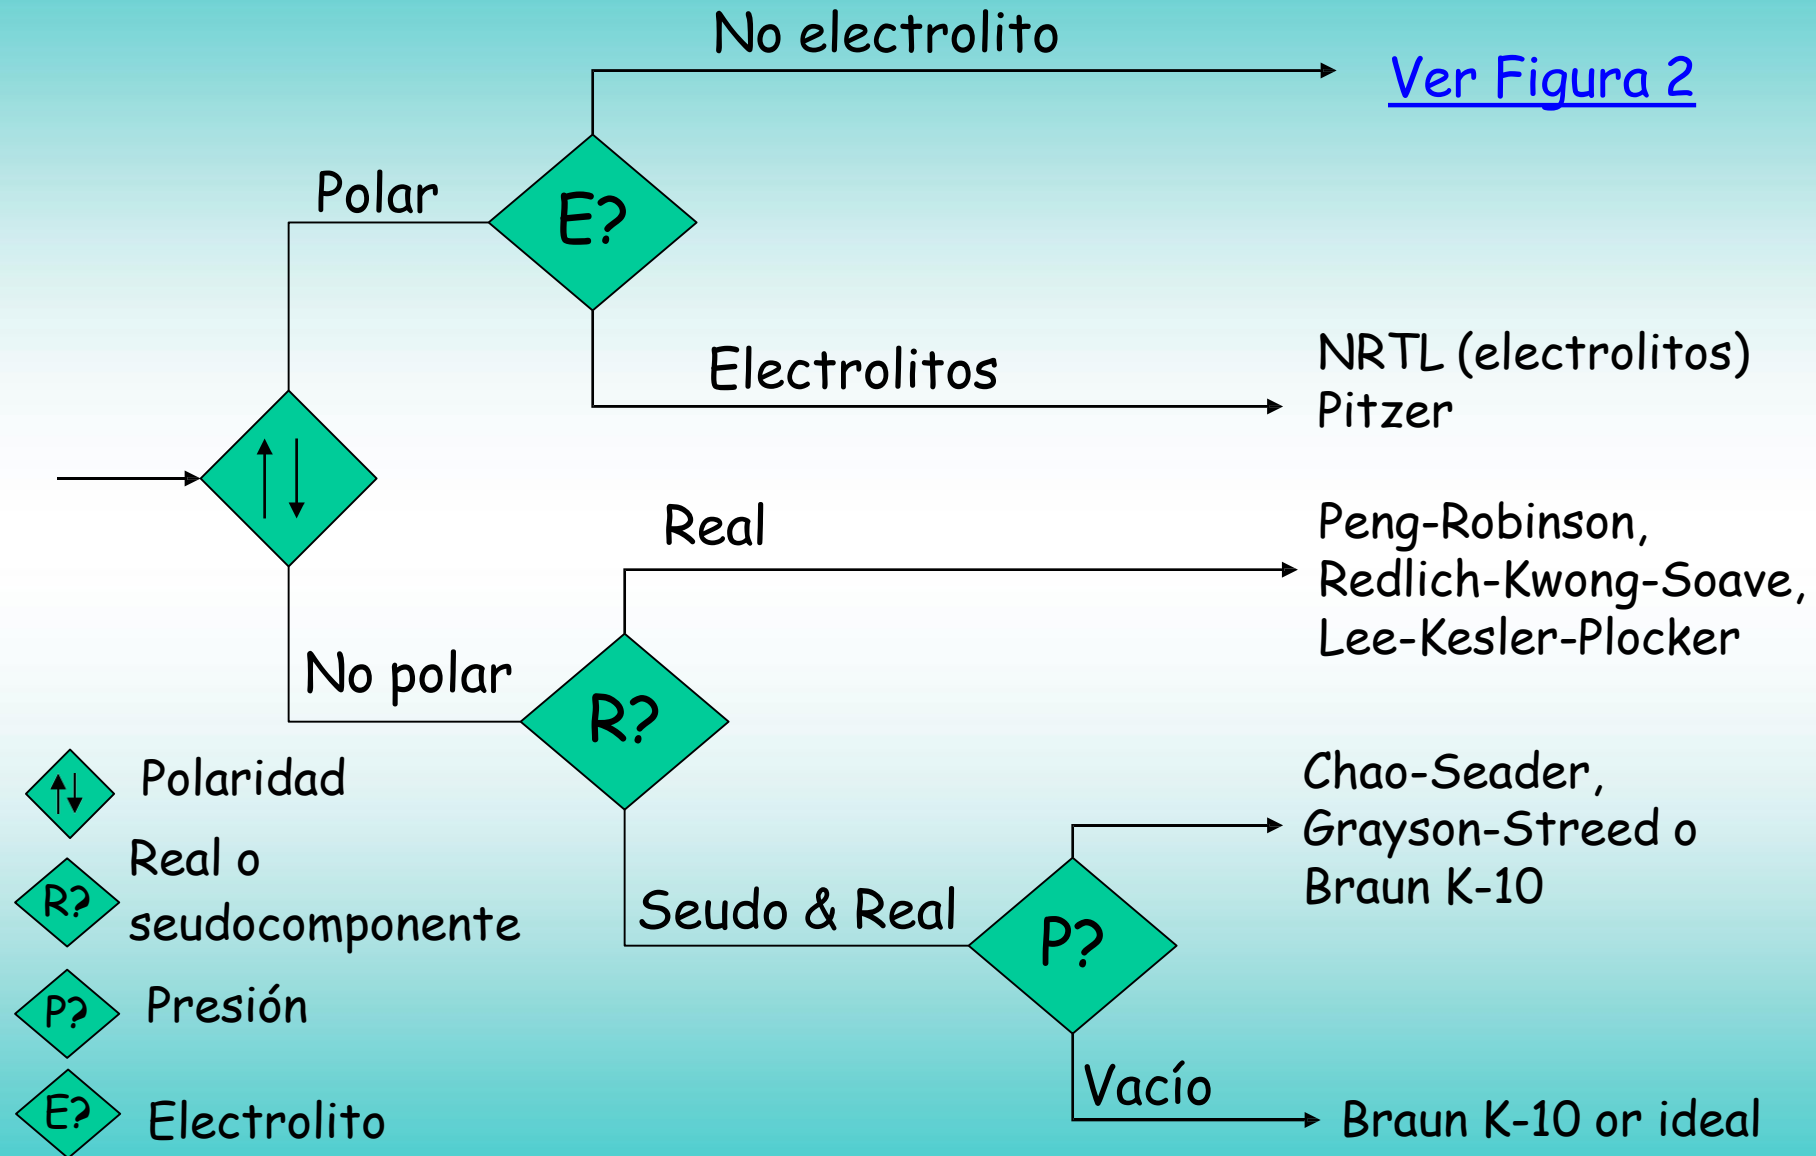 No electrolito
Ver Figura 2
Polar
E?
Electrolitos
NRTL (electrolitos)
Pitzer
Real
Peng-Robinson,
Redlich-Kwong-Soave,
Lee-Kesler-Plocker
No polar
R?
Polaridad
Real o
seudocomponente
R?
Presión
P?
Electrolito
E?
Seudo & Real
P?
Chao-Seader,
Grayson-Streed o
Braun K-10
Vacío
Braun K-10 or ideal